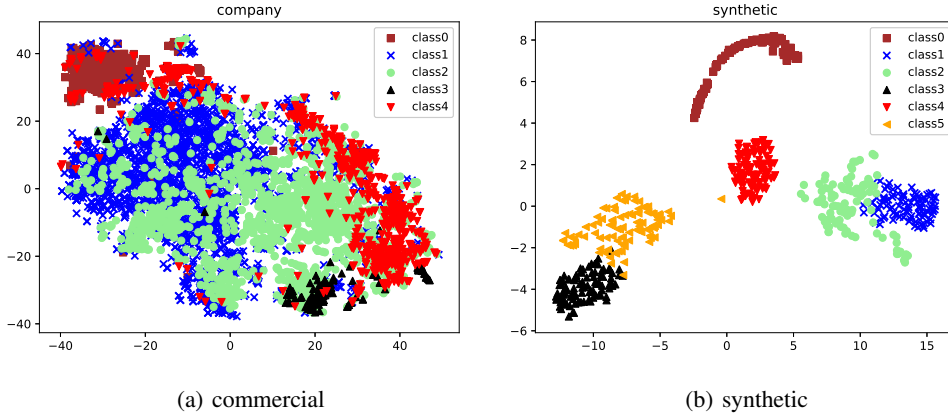 company
class0
class1
class2
class3
class4
40
20
0
−20
−40
−40
−20
0
20
40
(a) commercial
synthetic
class0
class1
class2
class3
class4
class5
8
6
4
2
0
−2
−4
−6
−10
−5
0
5
10
15
(b) synthetic